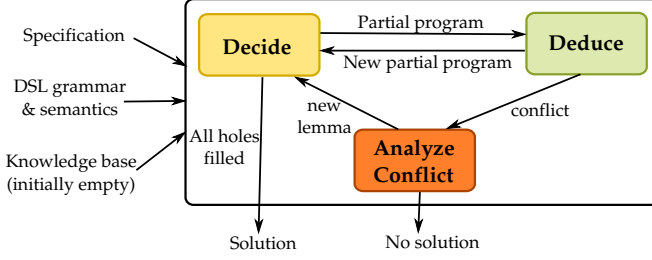 Specification
DSL grammar
& semantics
Knowledge base
(initially empty)
Decide
Partial program
New partial program
Deduce
new
lemma
conflict
All holes
filled
Analyze
Conflict
Solution
No solution